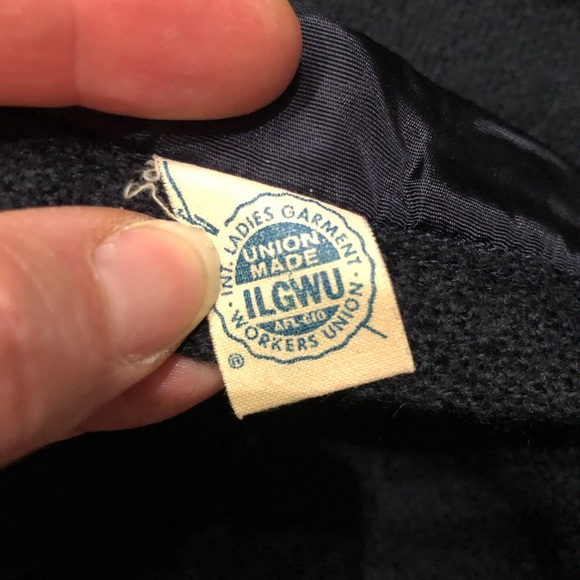 INT. LADIES GARMENT
UNION
MADE
ILGWU
AFL-CIO
WORKERS UNION
®